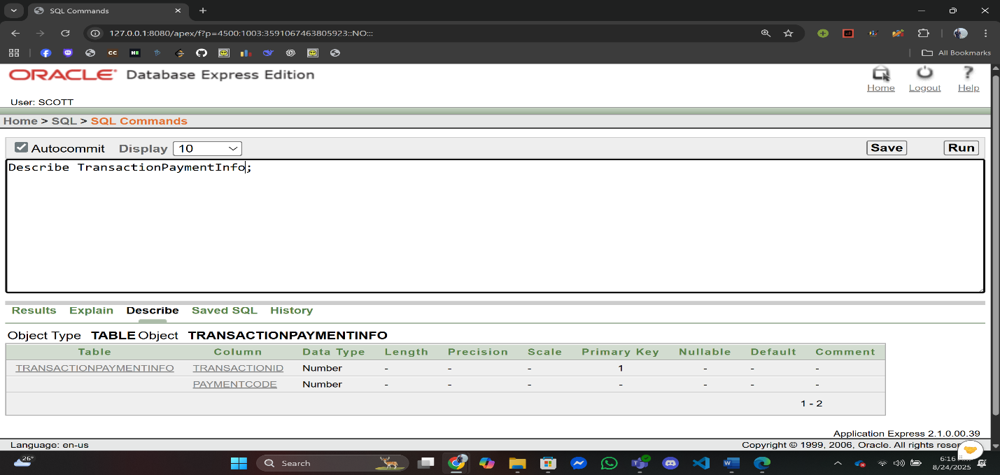 SQL Commands
127.0.0.1:8080/apex/f?p=4500:1003:3591067463805923::NO:::
All Bookmarks
ORACLE Database Express Edition
Home Logout Help
User: SCOTT
Home > SQL > SQL Commands
Autocommit Display 10 Save Run
Describe TransactionPaymentInfo;
Results Explain Describe Saved SQL History
Object Type TABLE Object TRANSACTIONPAYMENTINFO
Table Column Data Type Length Precision Scale Primary Key Nullable Default Comment
TRANSACTIONPAYMENTINFO TRANSACTIONID Number - - - 1 - - -
PAYMENTCODE Number - - - - - - -
1 - 2
Application Express 2.1.0.00.39
Language: en-us Copyright © 1999, 2006, Oracle. All rights
26° Search 6:16
8/24/2025